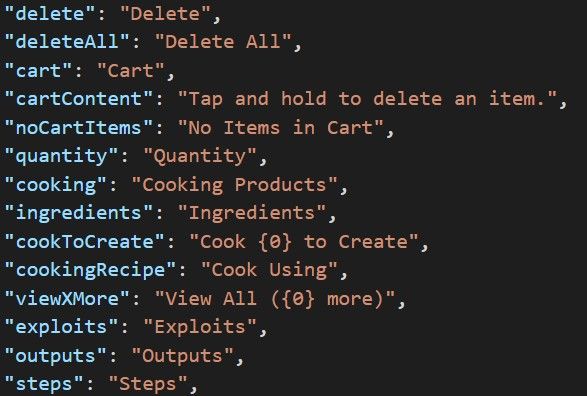 "delete": "Delete",
"deleteAll": "Delete All",
"cart": "Cart",
"cartContent": "Tap and hold to delete an item.",
"noCartItems": "No Items in Cart",
"quantity": "Quantity",
"cooking": "Cooking Products",
"ingredients": "Ingredients",
"cookToCreate": "Cook {0} to Create",
"cookingRecipe": "Cook Using",
"viewXMore": "View All ({0} more)",
"exploits": "Exploits",
"outputs": "Outputs",
"steps": "Steps",